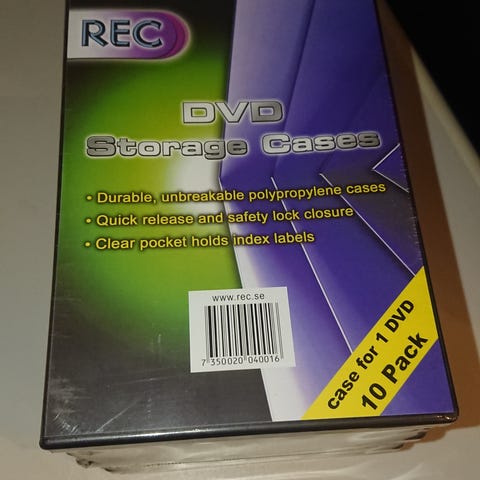 REC
DVD
Storage Cases
• Durable, unbreakable polypropylene cases
• Quick release and safety lock closure
• Clear pocket holds index labels
www.rec.se
7 350020 040016
case for 1 DVD
10 Pack